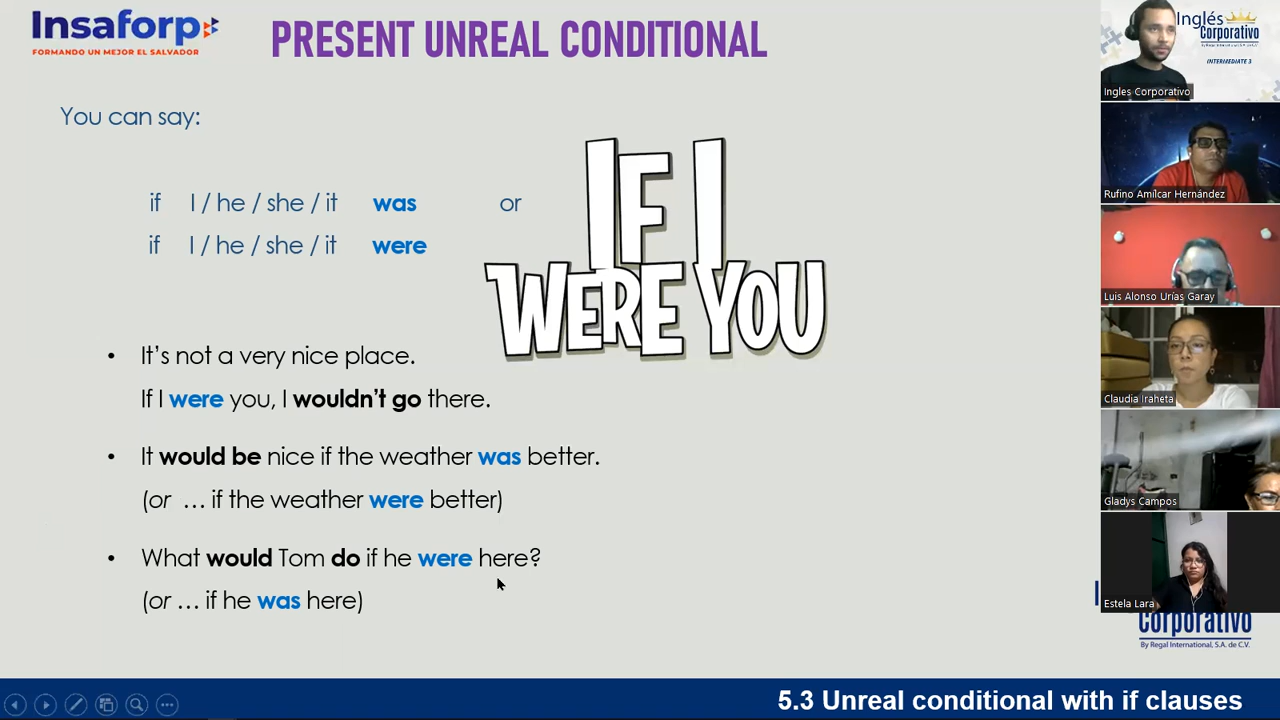 Insaforp
FORMANDO UN MEJOR EL SALVADOR
PRESENT UNREAL CONDITIONAL
You can say:
if I / he / she / it was or
if I / he / she / it were
IF I
WERE YOU
• It's not a very nice place.
If I were you, I wouldn't go there.
• It would be nice if the weather was better.
(or … if the weather were better)
• What would Tom do if he were here?
(or … if he was here)
Inglés
Corporativo
By Regal International, S.A. de C.V.
INTERMEDIATE 3
Ingles Corporativo
Rufino Amílcar Hernández
Luis Alonso Urías Garay
Claudia Iraheta
Gladys Campos
Estela Lara
Corporativo
By Regal International, S.A. de C.V.
5.3 Unreal conditional with if clauses